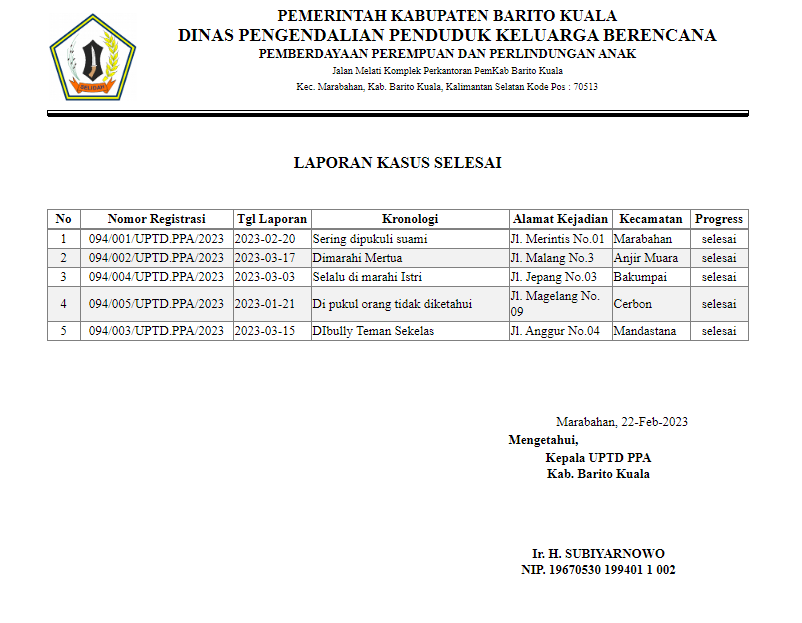 PEMERINTAH KABUPATEN BARITO KUALA
DINAS PENGENDALIAN PENDUDUK KELUARGA BERENCANA
PEMBERDAYAAN PEREMPUAN DAN PERLINDUNGAN ANAK
Jalan Melati Komplek Perkantoran PemKab Barito Kuala
Kec. Marabahan, Kab. Barito Kuala, Kalimantan Selatan Kode Pos : 70513
SELIDAH
LAPORAN KASUS SELESAI
No Nomor Registrasi Tgl Laporan Kronologi Alamat Kejadian Kecamatan Progress
1 094/001/UPTD.PPA/2023 2023-02-20 Sering dipukuli suami Jl. Merintis No.01 Marabahan selesai
2 094/002/UPTD.PPA/2023 2023-03-17 Dimarahi Mertua Jl. Malang No.3 Anjir Muara selesai
3 094/004/UPTD.PPA/2023 2023-03-03 Selalu di marahi Istri Jl. Jepang No.03 Bakumpai selesai
4 094/005/UPTD.PPA/2023 2023-01-21 Di pukul orang tidak diketahui Jl. Magelang No. 09 Cerbon selesai
5 094/003/UPTD.PPA/2023 2023-03-15 DIbully Teman Sekelas Jl. Anggur No.04 Mandastana selesai
Marabahan, 22-Feb-2023
Mengetahui,
Kepala UPTD PPA
Kab. Barito Kuala
Ir. H. SUBIYARNOWO
NIP. 19670530 199401 1 002